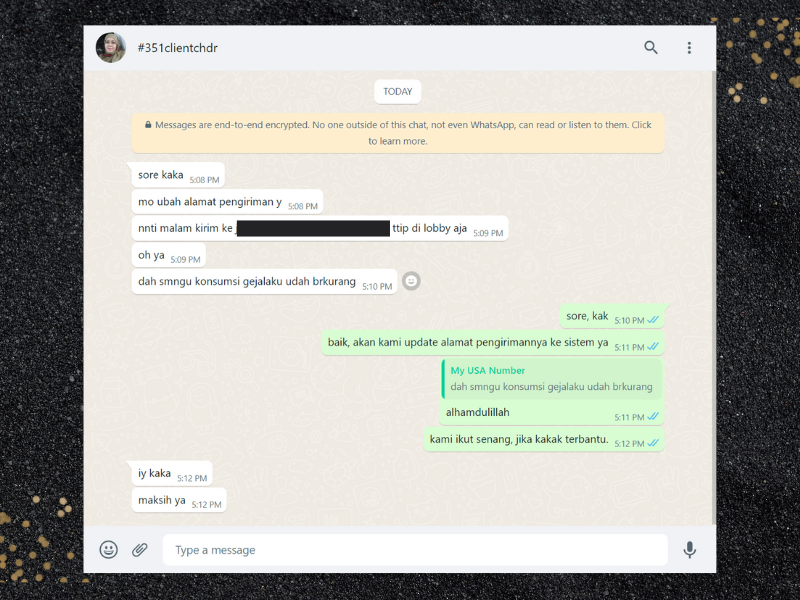 #351clientchdr
TODAY
Messages are end-to-end encrypted. No one outside of this chat, not even WhatsApp, can read or listen to them. Click
to learn more.
sore kaka 5:08 PM
mo ubah alamat pengiriman y 5:08 PM
nnti malam kirim ke ttip di lobby aja 5:09 PM
oh ya 5:09 PM
dah smngu konsumsi gejalaku udah brkurang 5:10 PM
sore, kak 5:10 PM
baik, akan kami update alamat pengirimannya ke sistem ya 5:11 PM
My USA Number
dah smngu konsumsi gejalaku udah brkurang
alhamdulillah 5:11 PM
kami ikut senang, jika kakak terbantu. 5:12 PM
iy kaka 5:12 PM
maksih ya 5:12 PM
Type a message